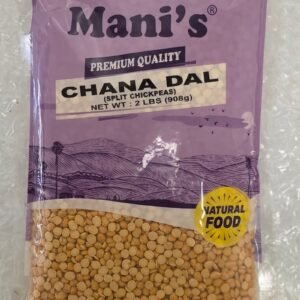 Mani's®
PREMIUM QUALITY
CHANA DAL
(SPLIT CHICKPEAS)
NET WT : 2 LBS (908g)
NATURAL
FOOD